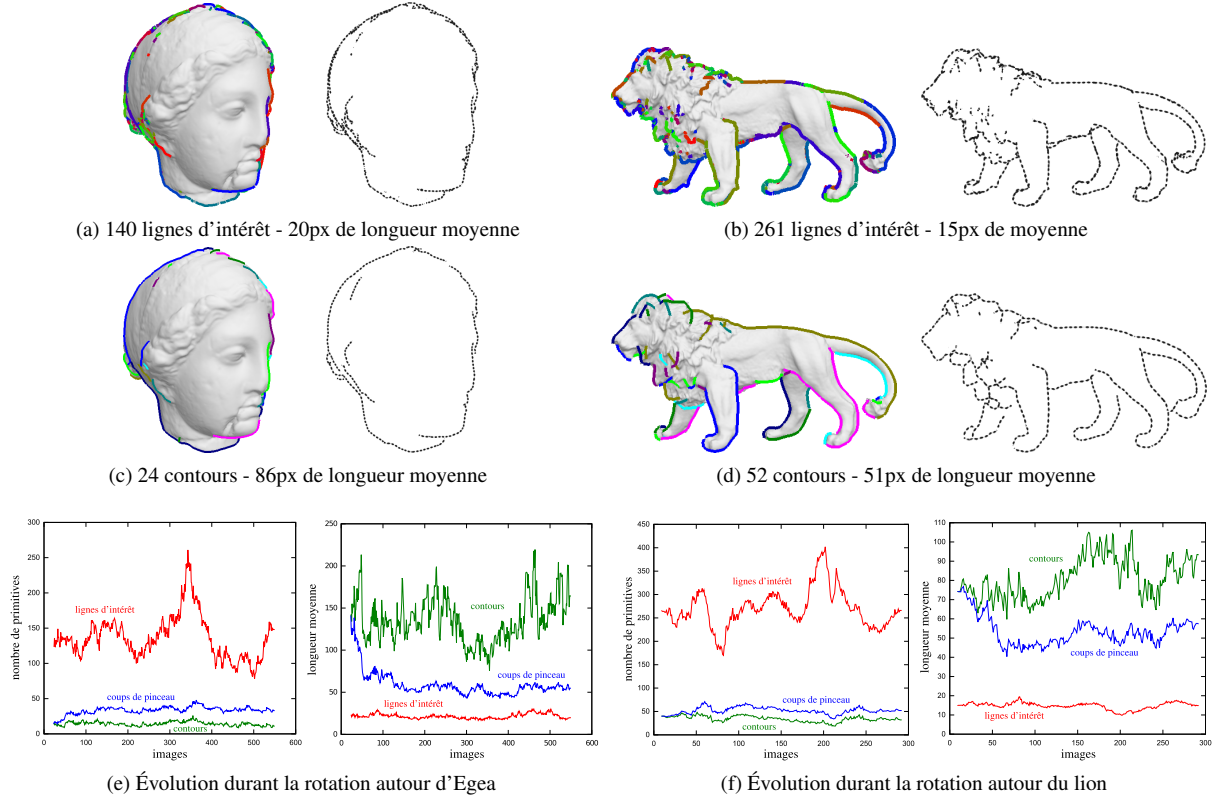 (a) 140 lignes d'intérêt - 20px de longueur moyenne
(b) 261 lignes d'intérêt - 15px de moyenne
(c) 24 contours - 86px de longueur moyenne
(d) 52 contours - 51px de longueur moyenne
nombre de primitives
300
250
200
150
100
50
0
lignes d'intérêt
coups de pinceau
contours
0 100 200 300 400 500 600
images
longueur moyenne
250
200
150
100
50
0
contours
coups de pinceau
lignes d'intérêt
0 100 200 300 400 500 600
(e) Évolution durant la rotation autour d'Egea
nombre de primitives
450
400
350
300
250
200
150
100
50
0
lignes d'intérêt
coups de pinceau
contours
0 50 100 150 200 250 300
images
longueur moyenne
110
100
90
80
70
60
50
40
30
20
10
0
contours
coups de pinceau
lignes d'intérêt
0 50 100 150 200 250 300
images
(f) Évolution durant la rotation autour du lion